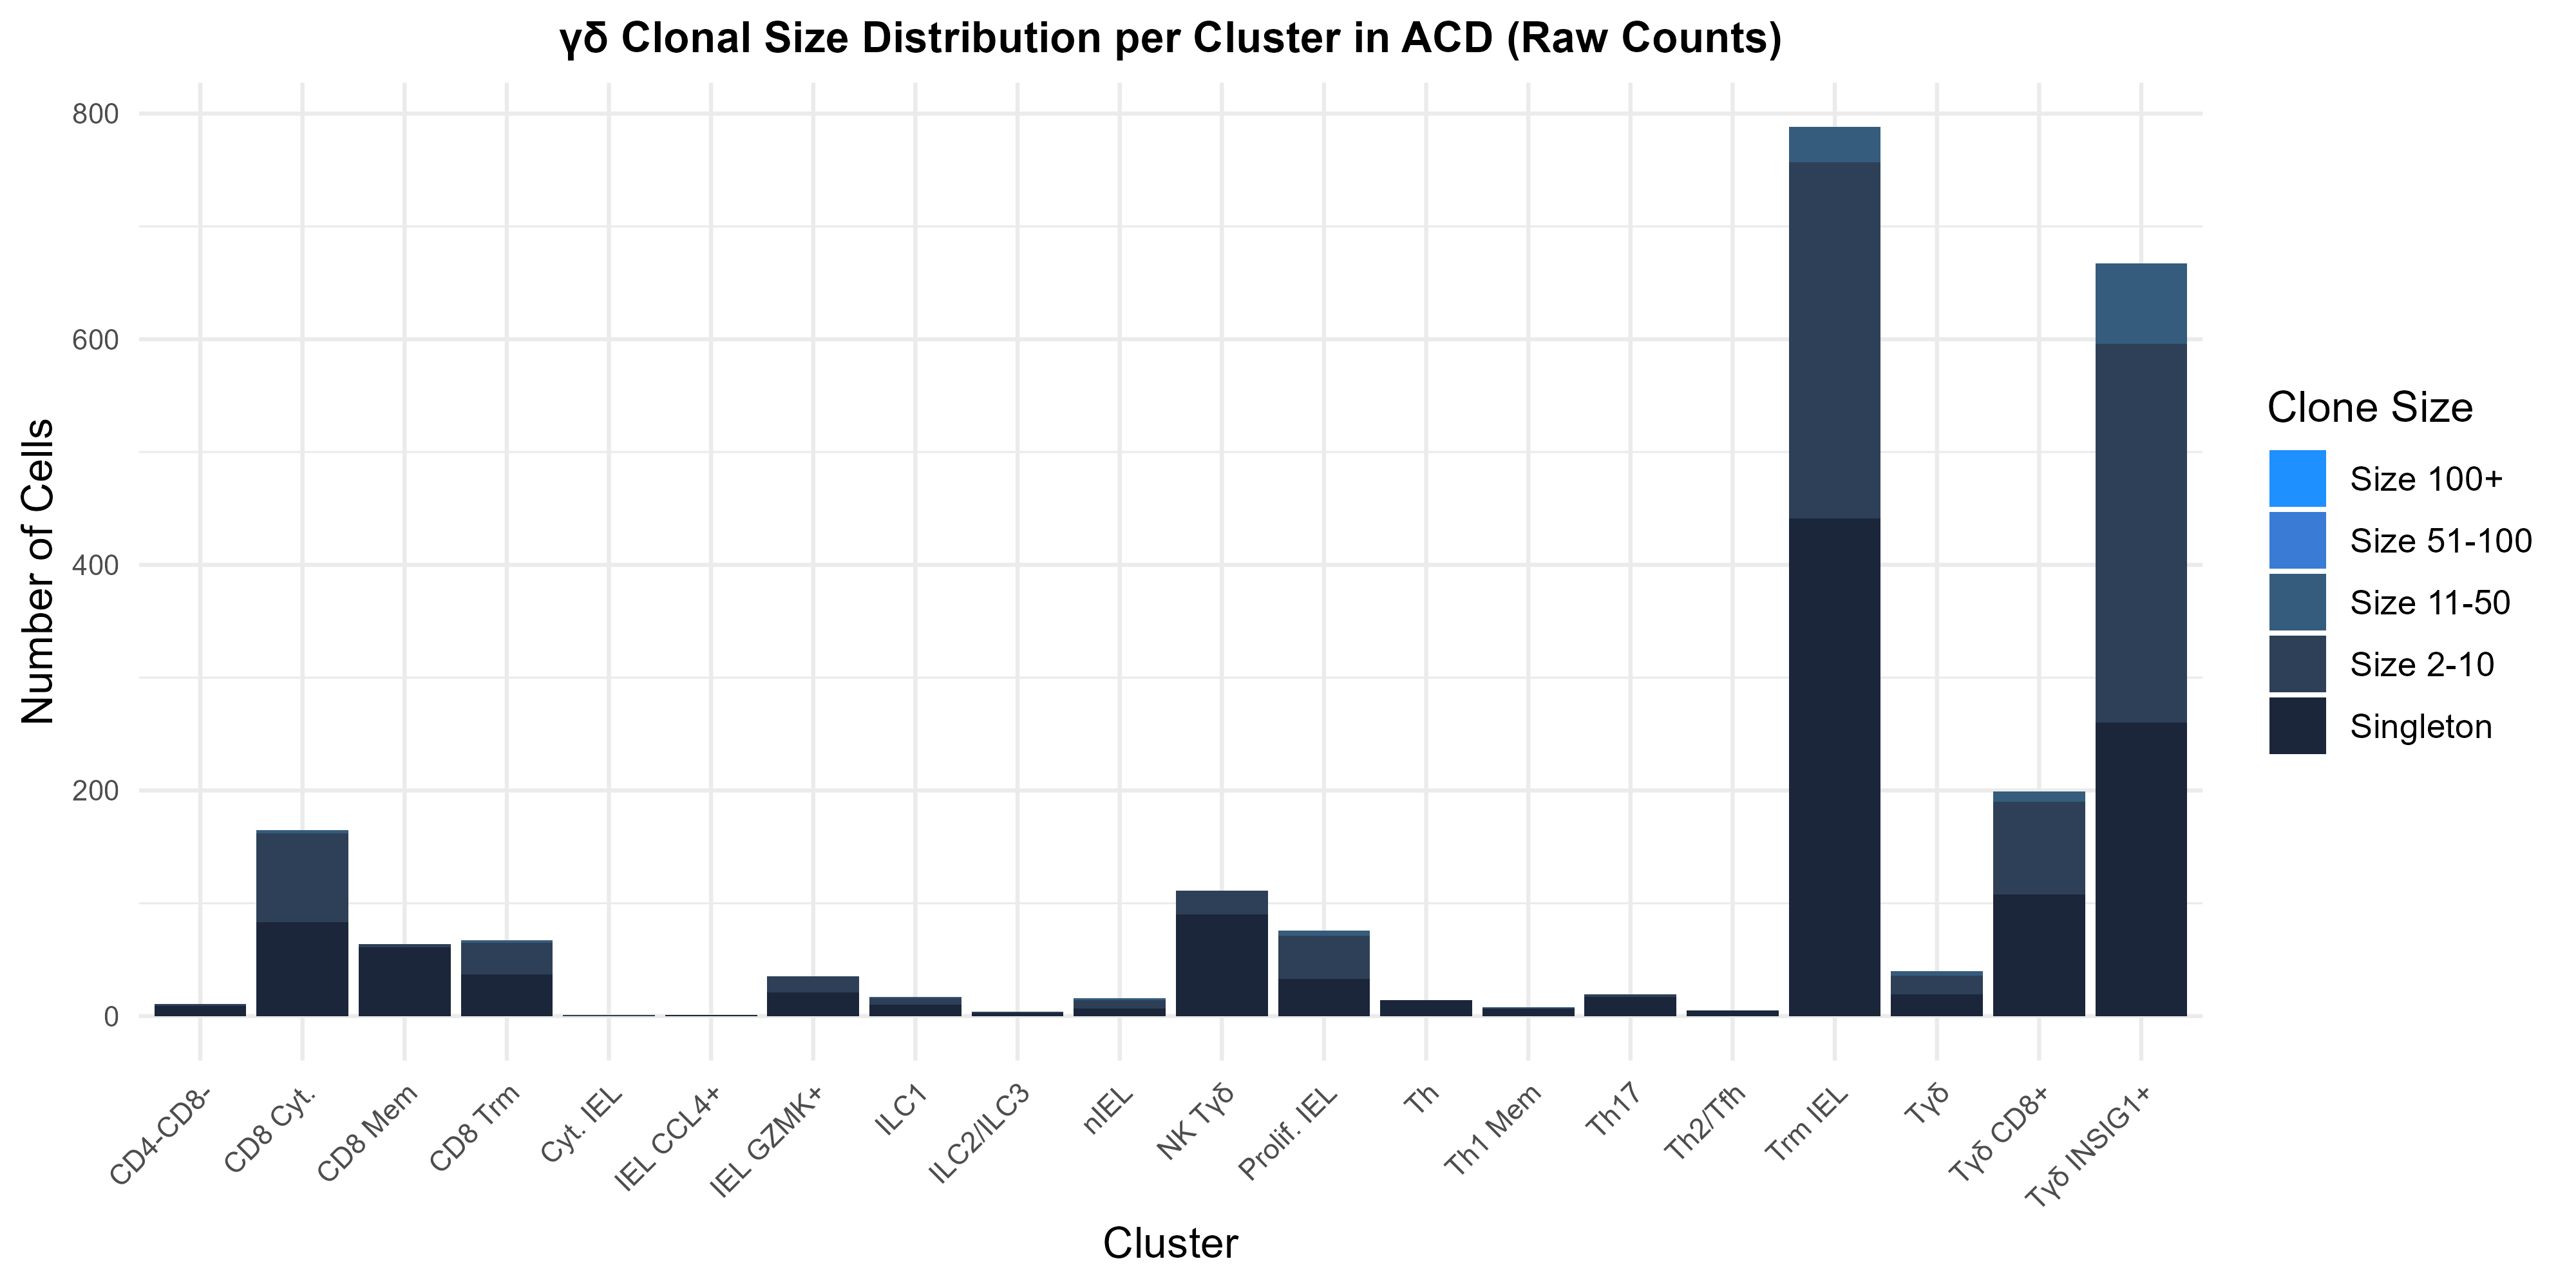 γδ Clonal Size Distribution per Cluster in ACD (Raw Counts)
Number of Cells
800
600
400
200
0
CD4-CD8-
CD8 Cyt.
CD8 Mem
CD8 Trm
Cyt. IEL
IEL CCL4+
IEL GZMK+
ILC1
ILC2/ILC3
nIEL
NK Tγδ
Prolif. IEL
Th
Th1 Mem
Th17
Th2/Tfh
Trm IEL
Tγδ
Tγδ CD8+
Tγδ INSIG1+
Cluster
Clone Size
Size 100+
Size 51-100
Size 11-50
Size 2-10
Singleton